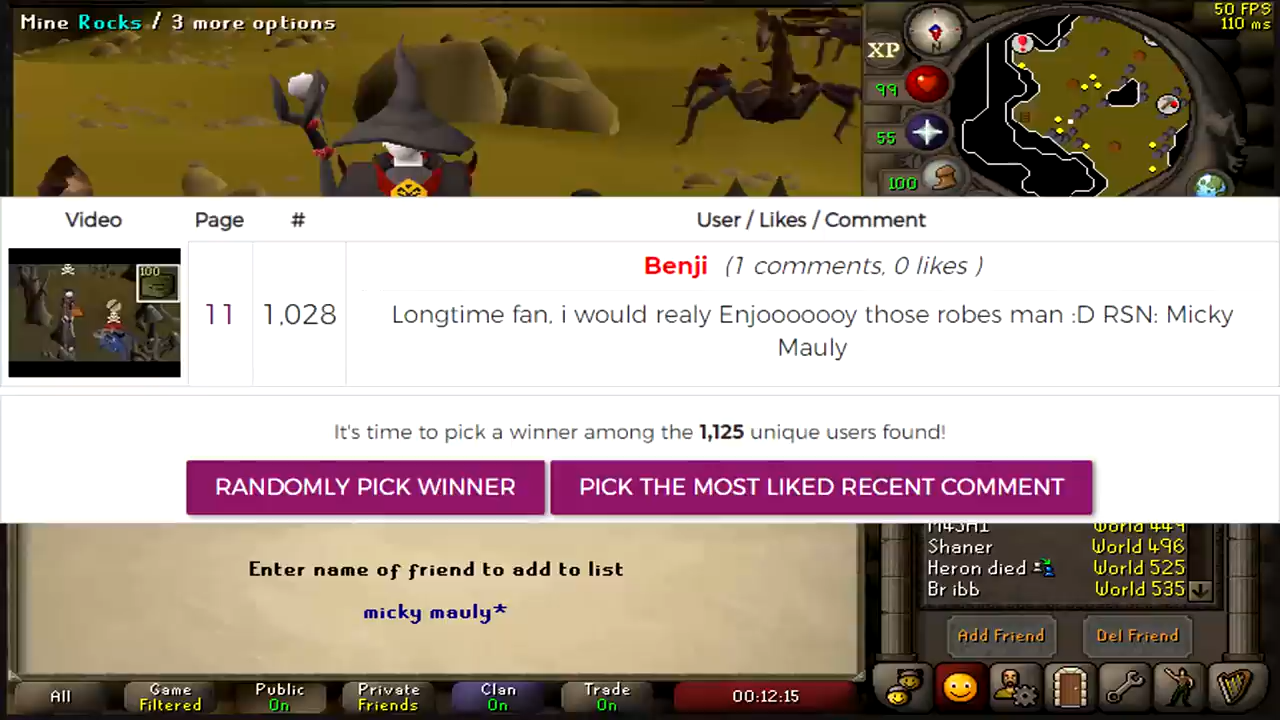 Mine Rocks / 3 more options
50 FPS
110 ms
XP
N
99
55
100
Video Page # User / Likes / Comment
100
Benji (1 comments, 0 likes )
11 1,028 Longtime fan, i would realy Enjooooooy those robes man :D RSN: Micky
Mauly
It's time to pick a winner among the 1,125 unique users found!
RANDOMLY PICK WINNER PICK THE MOST LIKED RECENT COMMENT
World 449
Shaner World 496
Heron died World 525
Br ibb World 535
Enter name of friend to add to list
micky mauly*
Add Friend Del Friend
All Game Filtered Public On Private Friends Clan On Trade On 00:12:15